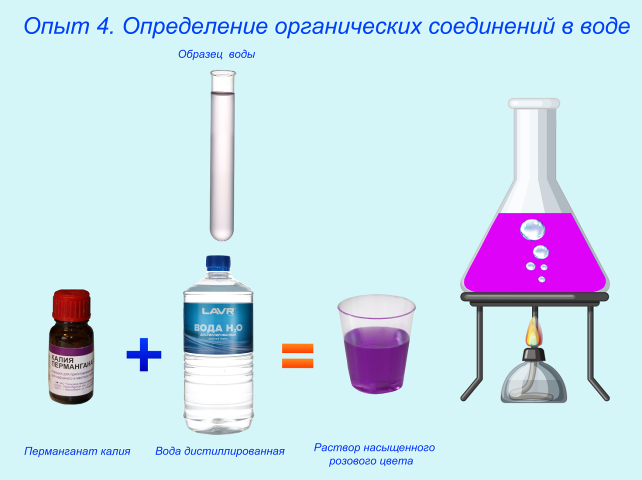 Опыт 4. Определение органических соединений в воде
Образец воды
LAVR
ВОДА H₂O
КАЛИЯ
ПЕРМАНГАНАТ
Перманганат калия
Вода дистиллированная
Раствор насыщенного
розового цвета